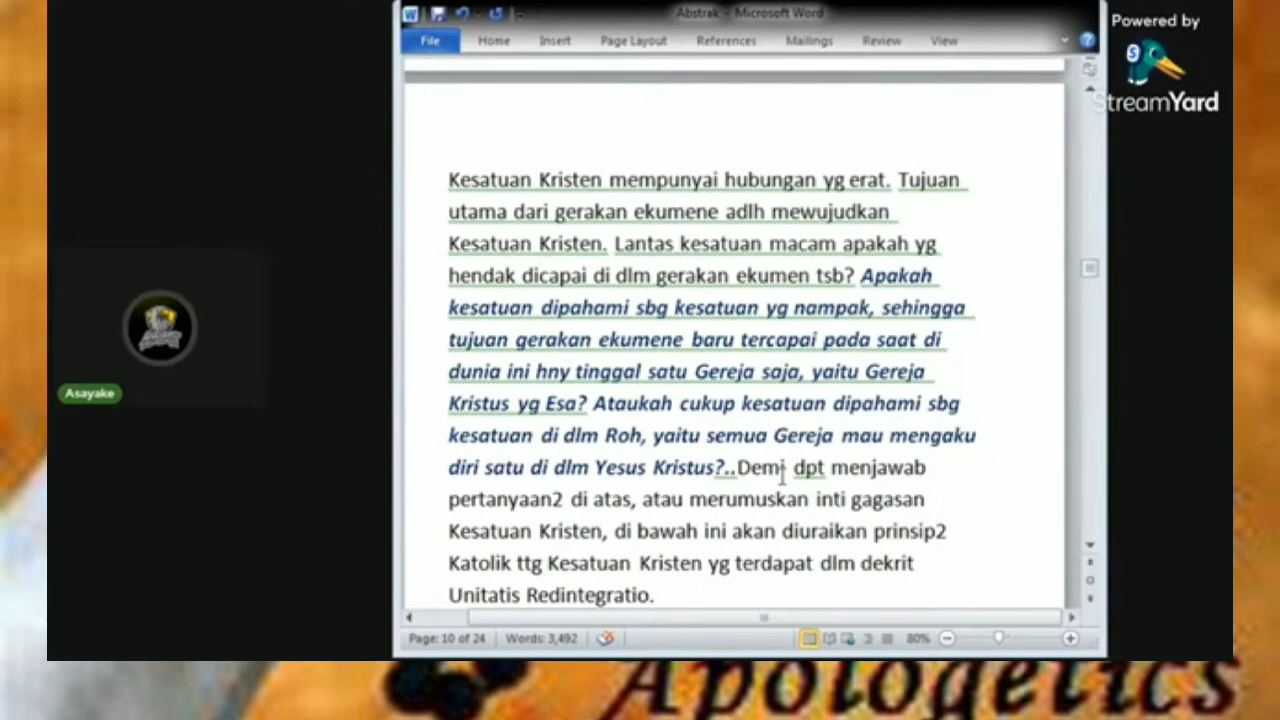 Abstrak - Microsoft Word
File Home Insert Page Layout References Mailings Review View
Powered by
StreamYard
Kesatuan Kristen mempunyai hubungan yg erat. Tujuan
utama dari gerakan ekumene adlh mewujudkan
Kesatuan Kristen. Lantas kesatuan macam apakah yg
hendak dicapai di dlm gerakan ekumen tsb? Apakah
kesatuan dipahami sbg kesatuan yg nampak, sehingga
tujuan gerakan ekumene baru tercapai pada saat di
dunia ini hny tinggal satu Gereja saja, yaitu Gereja
Kristus yg Esa? Ataukah cukup kesatuan dipahami sbg
kesatuan di dlm Roh, yaitu semua Gereja mau mengaku
diri satu di dlm Yesus Kristus?..Demi dpt menjawab
pertanyaan2 di atas, atau merumuskan inti gagasan
Kesatuan Kristen, di bawah ini akan diuraikan prinsip2
Katolik ttg Kesatuan Kristen yg terdapat dlm dekrit
Unitatis Redintegratio.
Asayake
Page: 10 of 24 Words: 3,492 80%
Apologetics